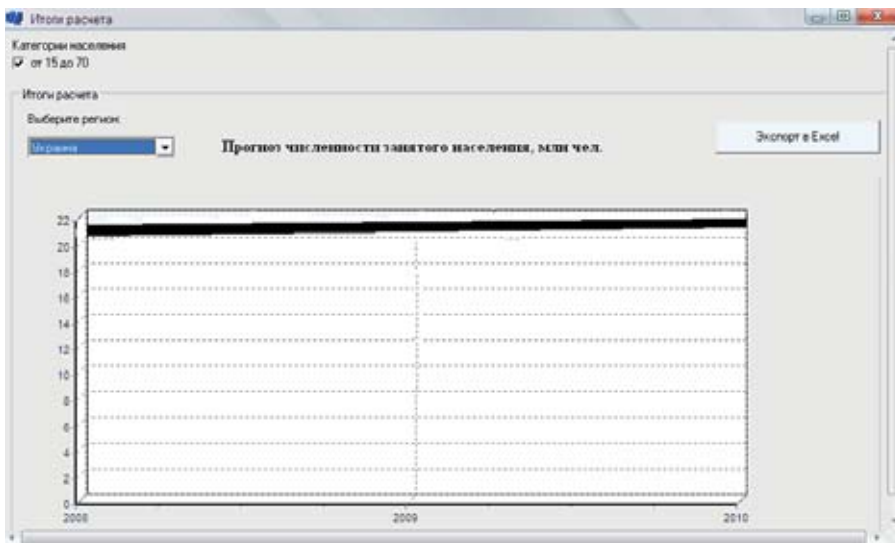 Итоги расчета
Категории населения
от 15 до 70
Итоги расчета
Выберите регион:
Украина
Прогноз численности занятого населения, млн чел.
Экспорт в Excel
22
20
18
16
14
12
10
8
6
4
2
0
2008
2009
2010